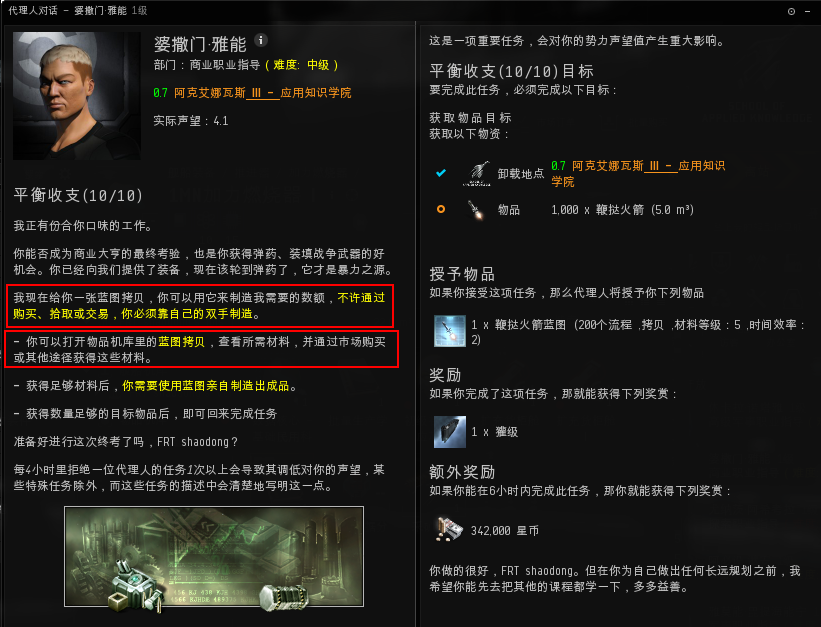 代理人对话 - 婆撒门·雅能 1级
婆撒门·雅能
部门：商业职业指导（难度: 中级）
0.7 阿克艾娜瓦斯 III - 应用知识学院
实际声望：4.1
平衡收支(10/10)
我正有份合你口味的工作。
你能否成为商业大亨的最终考验，也是你获得弹药、装填战争武器的好
机会。你已经向我们提供了装备，现在该轮到弹药了，它才是暴力之源。
我现在给你一张蓝图拷贝，你可以用它来制造我需要的数额，不许通过
购买、拾取或交易，你必须靠自己的双手制造。
- 你可以打开物品机库里的蓝图拷贝，查看所需材料，并通过市场购买
或其他途径获得这些材料。
- 获得足够材料后，你需要使用蓝图亲自制造出成品。
- 获得数量足够的目标物品后，即可回来完成任务
准备好进行这次终考了吗，FRT shaodong？
每4小时里拒绝一位代理人的任务1次以上会导致其调低对你的声望，某
些特殊任务除外，而这些任务的描述中会清楚地写明这一点。
这是一项重要任务，会对你的势力声望值产生重大影响。
平衡收支(10/10)目标
要完成此任务，必须完成以下目标：
获取物品目标
获取以下物资：
卸载地点 0.7 阿克艾娜瓦斯 III - 应用知识
学院
物品 1,000 x 鞭挞火箭 (5.0 m³)
授予物品
如果你接受这项任务，那么代理人将授予你下列物品
1 x 鞭挞火箭蓝图 (200个流程 ,拷贝 ,材料等级：5 ,时间效率：
2)
奖励
如果你完成了这项任务，那就能获得下列奖赏：
1 x 獾级
额外奖励
如果你能在6小时内完成此任务，那你就能获得下列奖赏：
342,000 星币
你做的很好，FRT shaodong。但在你为自己做出任何长远规划之前，我
希望你能先去把其他的课程都学一下，多多益善。